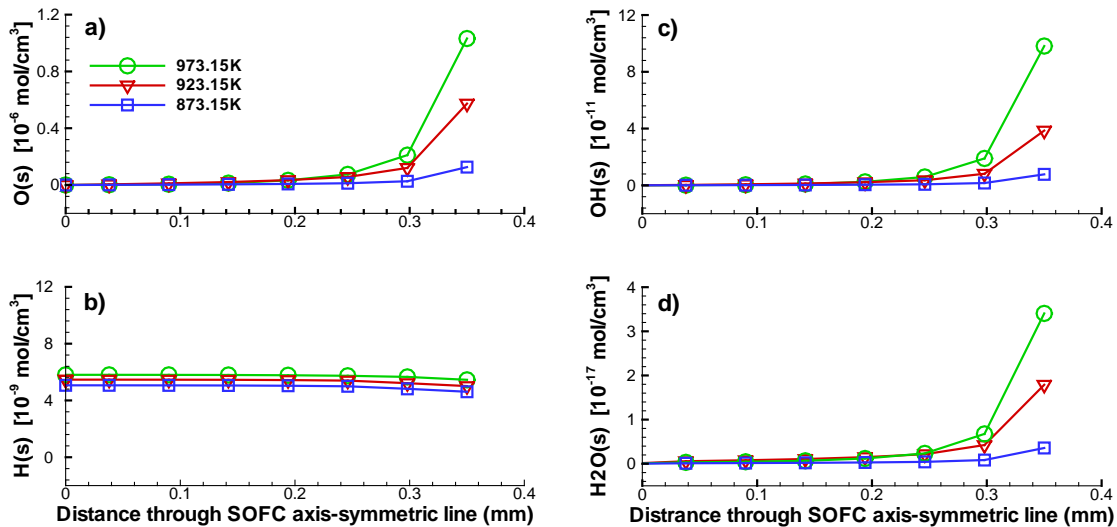 a)
O(s) [10⁻⁶ mol/cm³]
1.2
0.8
0.4
0
973.15K
923.15K
873.15K
0 0.1 0.2 0.3 0.4
c)
OH(s) [10⁻¹¹ mol/cm³]
12
8
4
0
0 0.1 0.2 0.3 0.4
b)
H(s) [10⁻⁹ mol/cm³]
12
8
4
0
0 0.1 0.2 0.3 0.4
Distance through SOFC axis-symmetric line (mm)
d)
H2O(s) [10⁻¹⁷ mol/cm³]
4
3
2
1
0
0 0.1 0.2 0.3 0.4
Distrance through SOFC axis-symmetric line (mm)